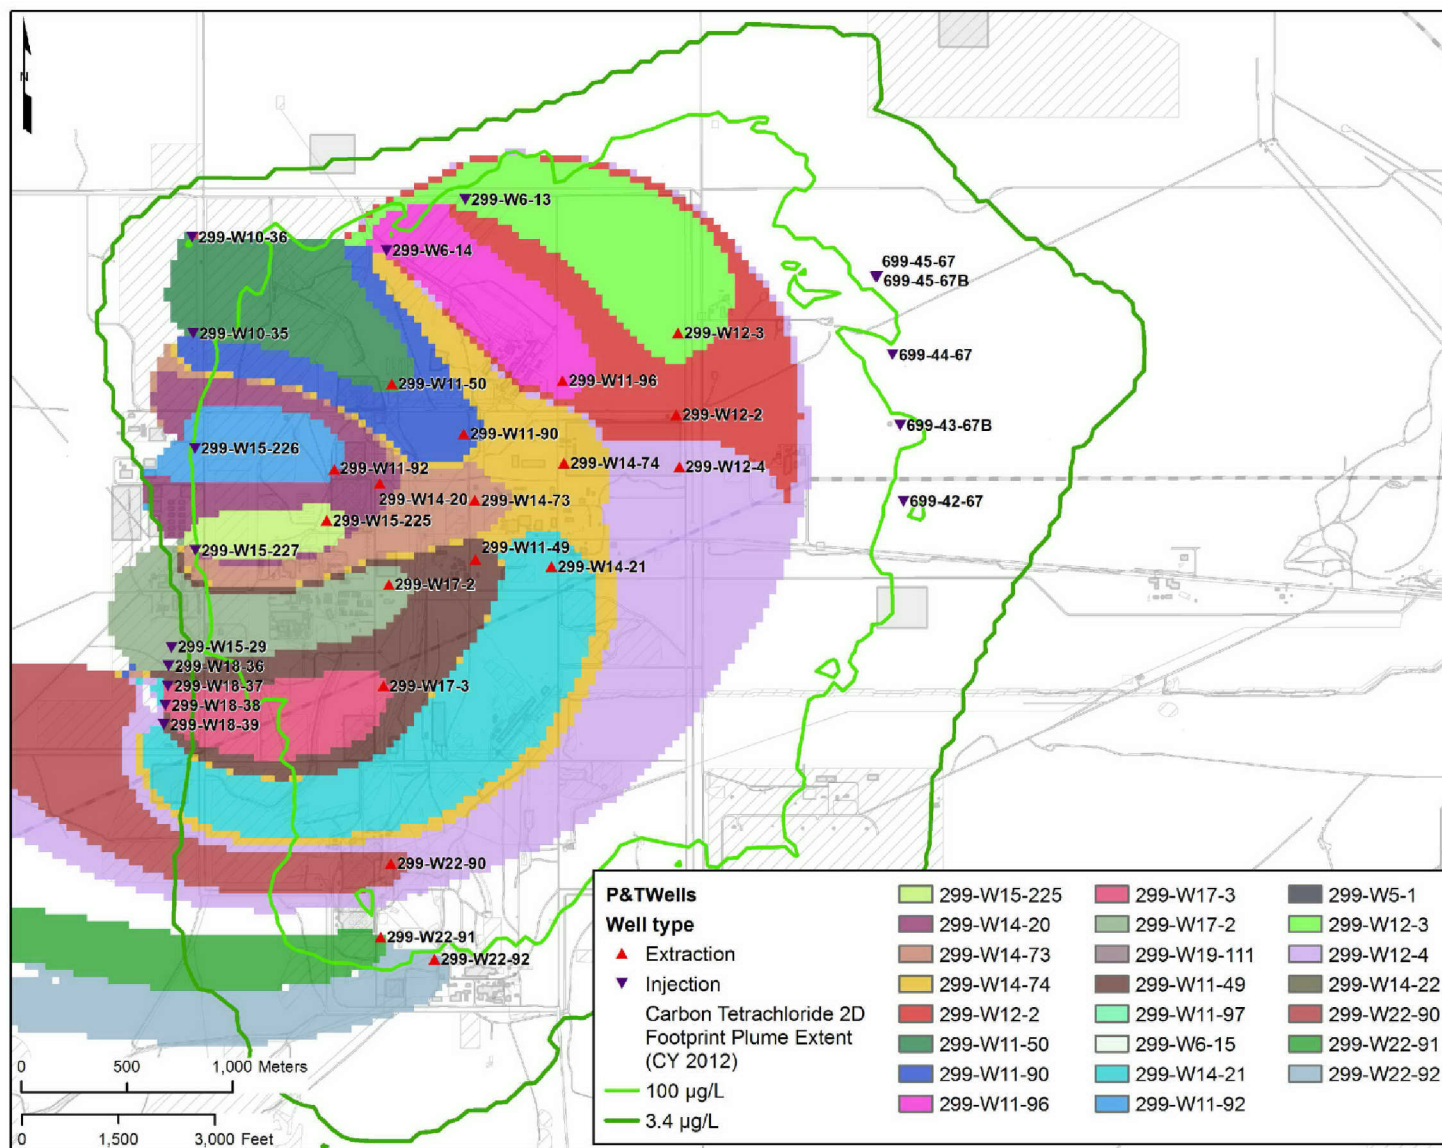 N
299-W6-13
299-W10-36
299-W6-14
699-45-67
699-45-67B
299-W10-35
299-W12-3
699-44-67
299-W11-50
299-W11-96
299-W12-2
699-43-67B
299-W11-90
299-W15-226
299-W11-92
299-W14-74
299-W12-4
299-W14-20
299-W14-73
699-42-67
299-W15-225
299-W15-227
299-W11-49
299-W14-21
299-W17-2
299-W15-29
299-W18-36
299-W18-37
299-W17-3
299-W18-38
299-W18-39
299-W22-90
299-W22-91
299-W22-92
0 500 1,000 Meters
0 1,500 3,000 Feet
P&TWells
Well type
Extraction
Injection
Carbon Tetrachloride 2D
Footprint Plume Extent
(CY 2012)
100 µg/L
3.4 µg/L
299-W15-225
299-W14-20
299-W14-73
299-W14-74
299-W12-2
299-W11-50
299-W11-90
299-W11-96
299-W17-3
299-W17-2
299-W19-111
299-W11-49
299-W11-97
299-W6-15
299-W14-21
299-W11-92
299-W5-1
299-W12-3
299-W12-4
299-W14-22
299-W22-90
299-W22-91
299-W22-92